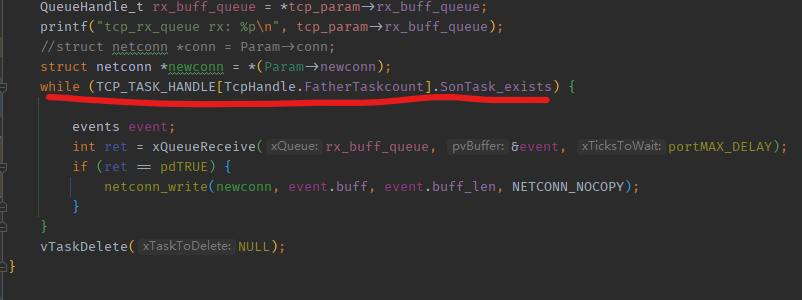 QueueHandle_t rx_buff_queue = *tcp_param->rx_buff_queue;
printf("tcp_rx_queue rx: %p\n", tcp_param->rx_buff_queue);
//struct netconn *conn = Param->conn;
struct netconn *newconn = *(Param->newconn);
while (TCP_TASK_HANDLE[TcpHandle.FatherTaskcount].SonTask_exists) {
events event;
int ret = xQueueReceive( xQueue: rx_buff_queue, pvBuffer: &event, xTicksToWait: portMAX_DELAY);
if (ret == pdTRUE) {
netconn_write(newconn, event.buff, event.buff_len, NETCONN_NOCOPY);
}
}
vTaskDelete( xTaskToDelete: NULL);
}